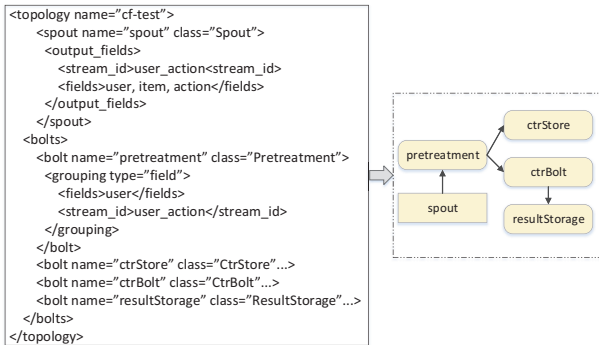 <topology name=”cf-test”>
<spout name=”spout” class=”Spout”>
<output_fields>
<stream_id>user_action<stream_id>
<fields>user, item, action</fields>
</output_fields>
</spout>
<bolts>
<bolt name=”pretreatment” class=”Pretreatment”>
<grouping type=”field”>
<fields>user</fields>
<stream_id>user_action</stream_id>
</grouping>
</bolt>
<bolt name=”ctrStore” class=”CtrStore”...>
<bolt name=”ctrBolt” class=”CtrBolt”...>
<bolt name=”resultStorage” class=”ResultStorage”...>
</bolts>
</topology>
ctrStore
pretreatment
ctrBolt
spout
resultStorage